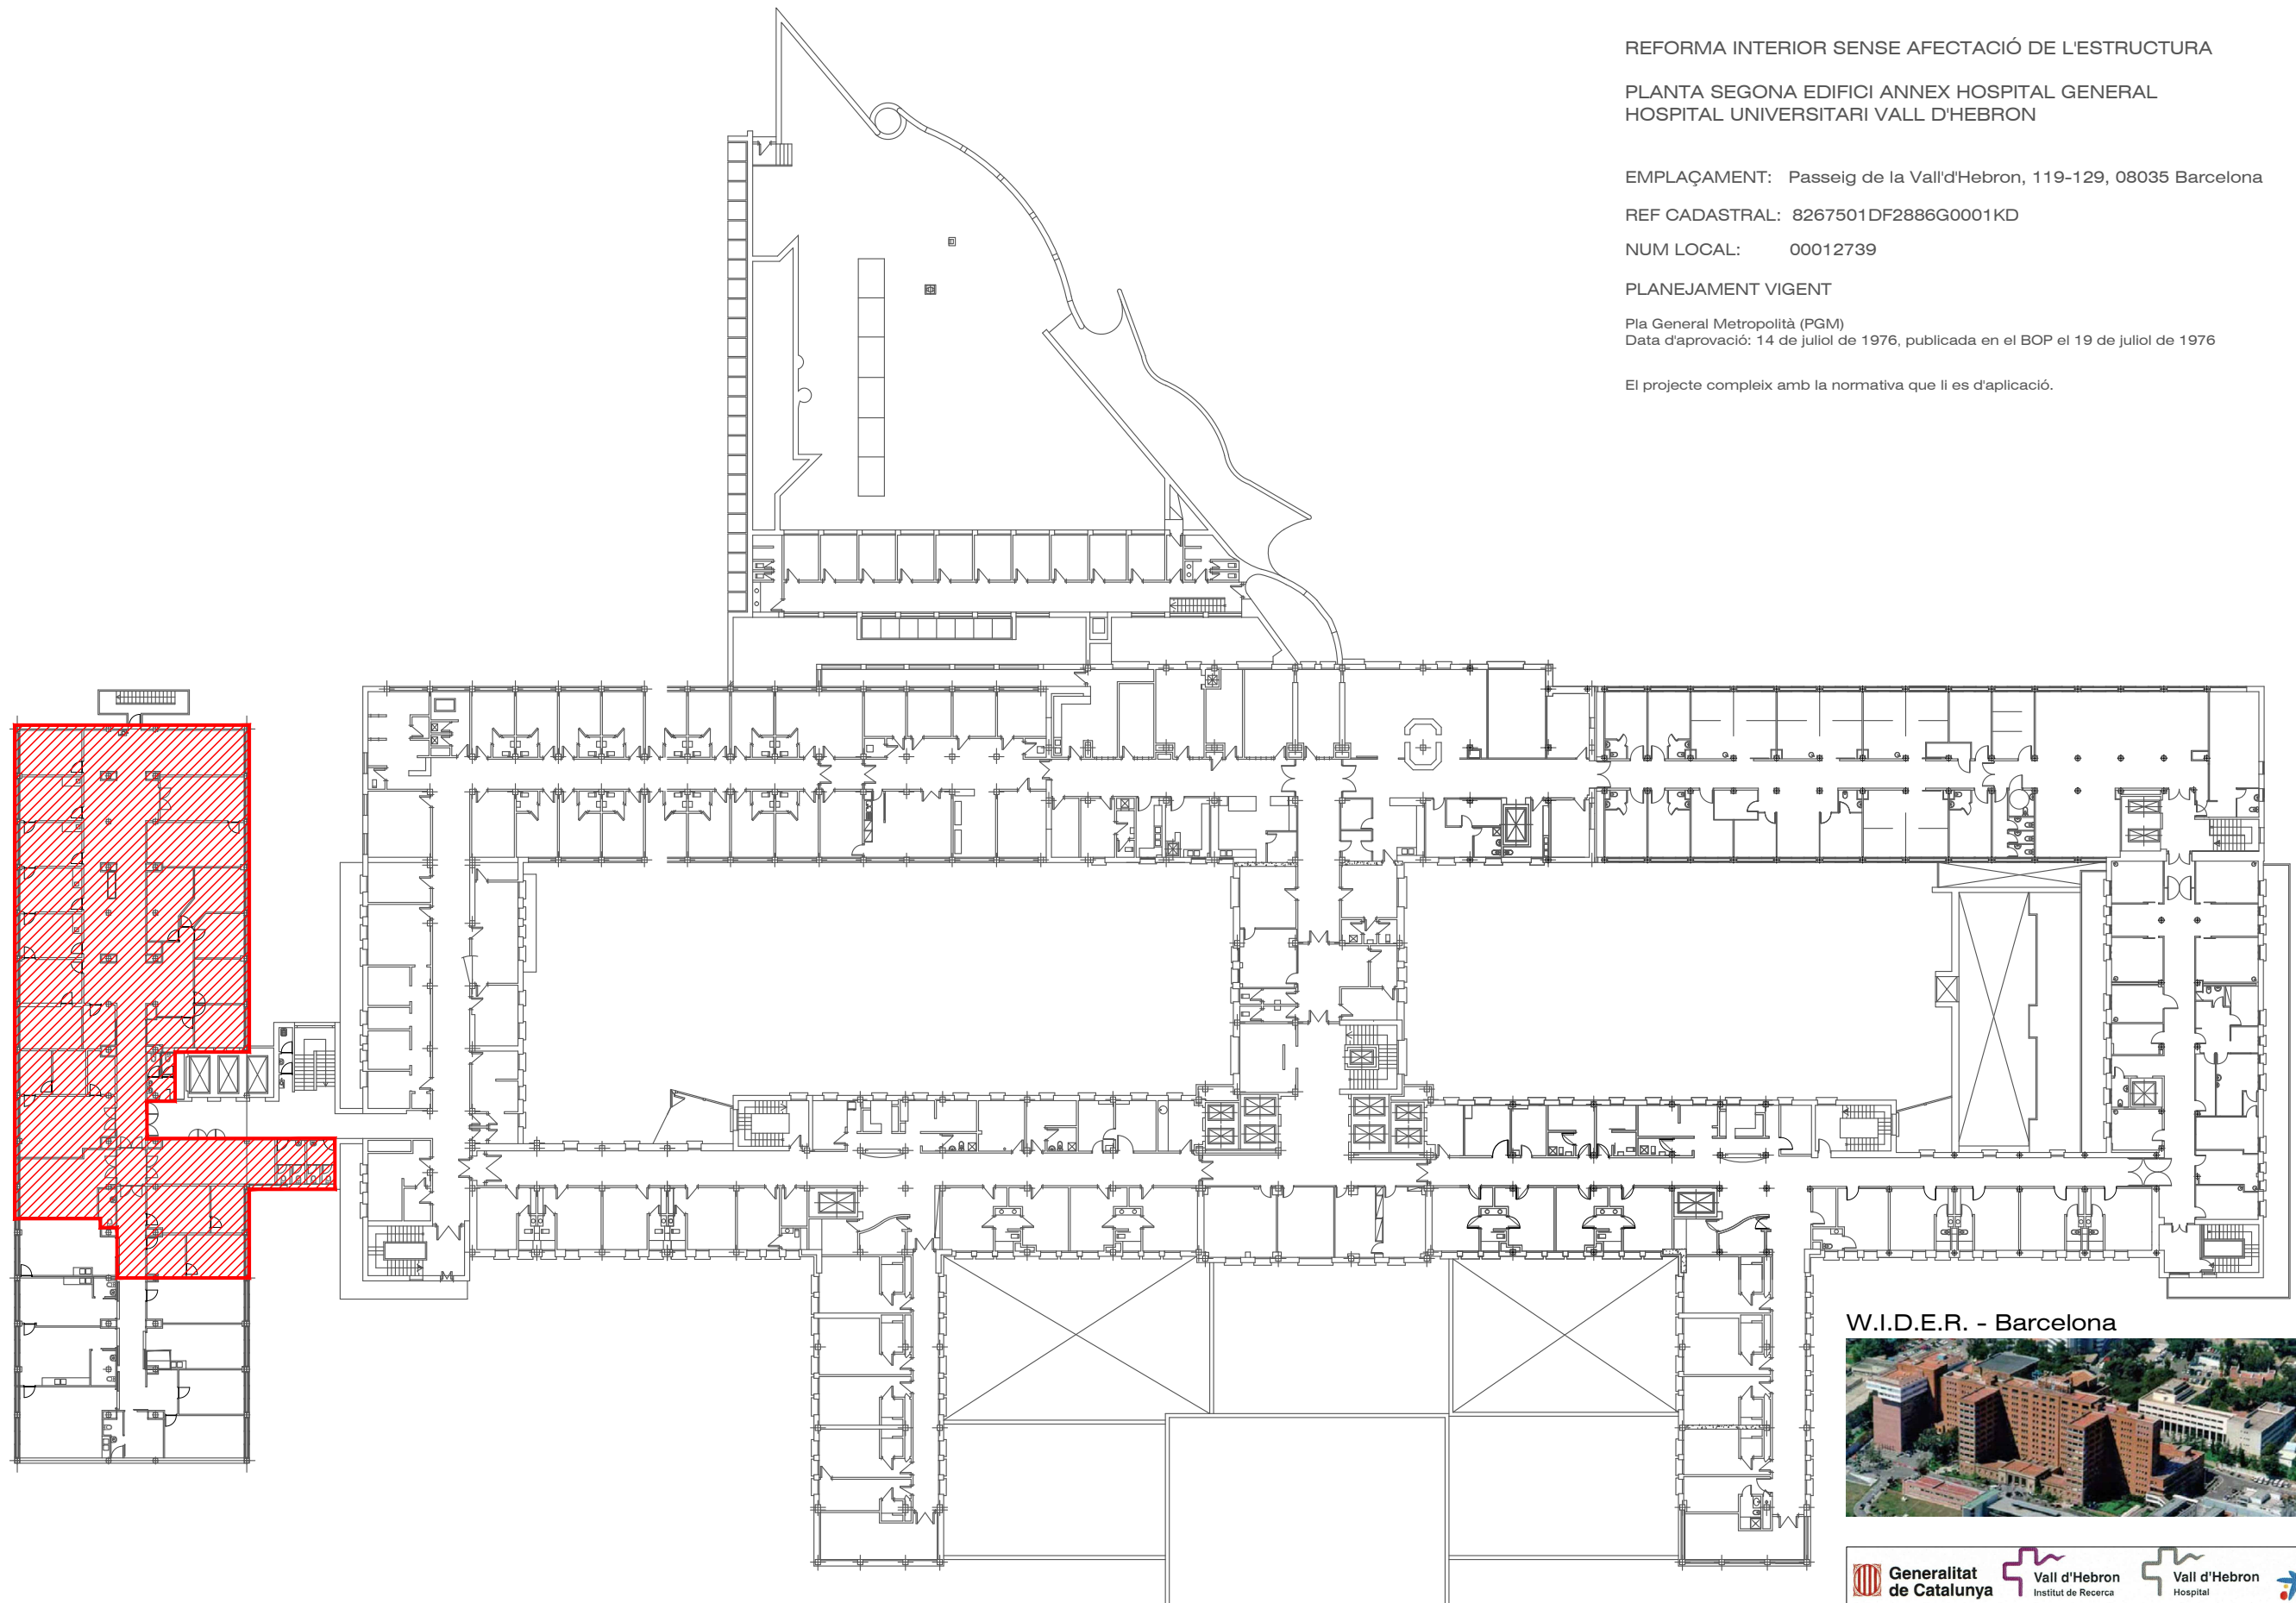 REFORMA INTERIOR SENSE AFECTACIÓ DE L'ESTRUCTURA
PLANTA SEGONA EDIFICI ANNEX HOSPITAL GENERAL
HOSPITAL UNIVERSITARI VALL D'HEBRON
EMPLAÇAMENT: Passeig de la Vall'd'Hebron, 119-129, 08035 Barcelona
REF CADASTRAL: 8267501DF2886G0001KD
NUM LOCAL: 00012739
PLANEJAMENT VIGENT
Pla General Metropolità (PGM)
Data d'aprovació: 14 de juliol de 1976, publicada en el BOP el 19 de juliol de 1976
El projecte compleix amb la normativa que li es d'aplicació.
W.I.D.E.R. - Barcelona
Generalitat
de Catalunya
Vall d'Hebron
Institut de Recerca
Vall d'Hebron
Hospital